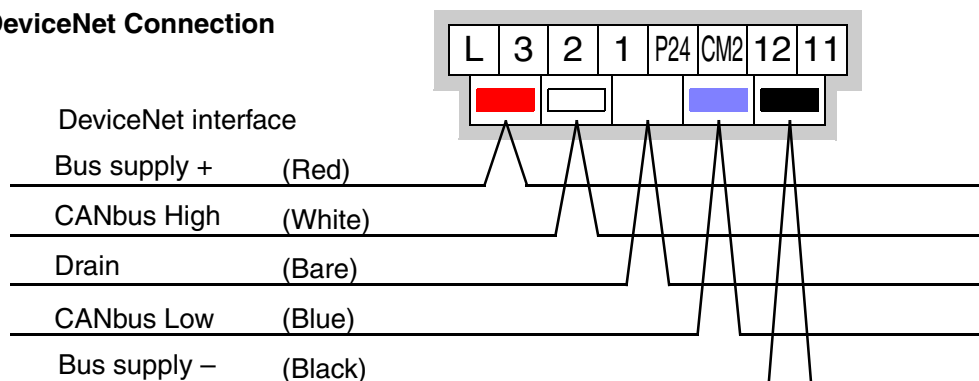 DeviceNet Connection
L 3 2 1 P24 CM2 12 11
DeviceNet interface
Bus supply + (Red)
CANbus High (White)
Drain (Bare)
CANbus Low (Blue)
Bus supply – (Black)